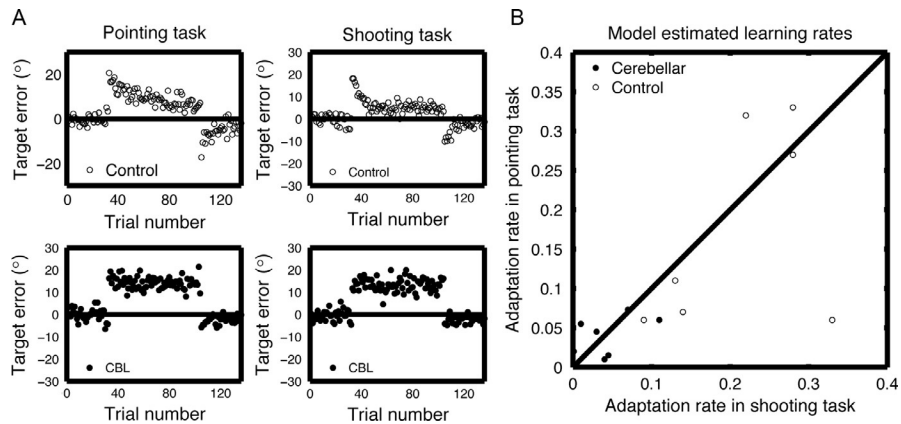 A
Pointing task
Target error (°)
20
0
−20
Control
0
40
80
120
Trial number
Shooting task
Target error (°)
30
20
10
0
−10
−20
−30
Control
0
40
80
120
Trial number
Target error (°)
30
20
10
0
−10
−20
−30
CBL
0
40
80
120
Trial number
Target error (°)
30
20
10
0
−10
−20
−30
CBL
0
40
80
120
Trial number
B
Model estimated learning rates
Adaptation rate in pointing task
0.4
0.35
0.3
0.25
0.2
0.15
0.1
0.05
0
Cerebellar
Control
0
0.1
0.2
0.3
0.4
Adaptation rate in shooting task